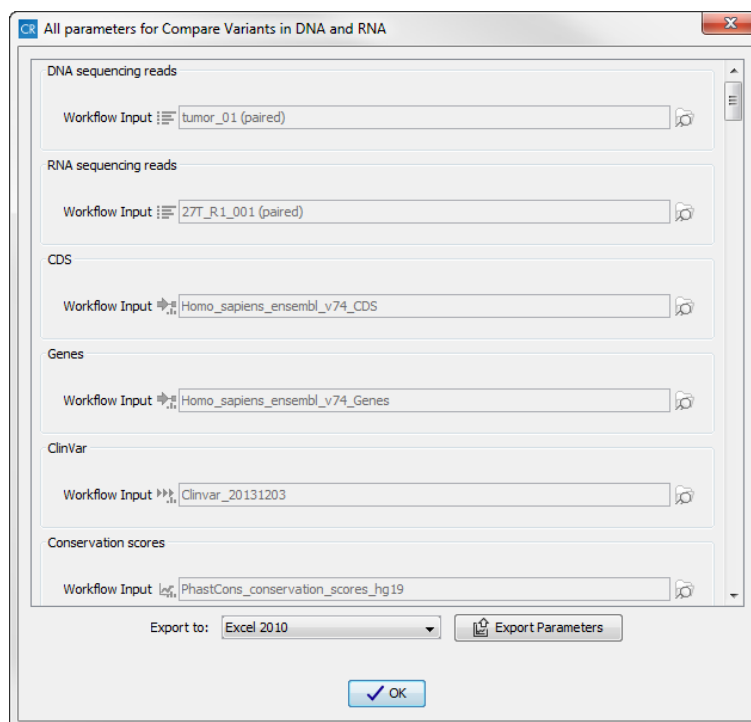 CR All parameters for Compare Variants in DNA and RNA
DNA sequencing reads
Workflow Input tumor_01 (paired)
RNA sequencing reads
Workflow Input 27T_R1_001 (paired)
CDS
Workflow Input Homo_sapiens_ensembl_v74_CDS
Genes
Workflow Input Homo_sapiens_ensembl_v74_Genes
ClinVar
Workflow Input Clinvar_20131203
Conservation scores
Workflow Input PhastCons_conservation_scores_hg19
Export to: Excel 2010 Export Parameters
OK